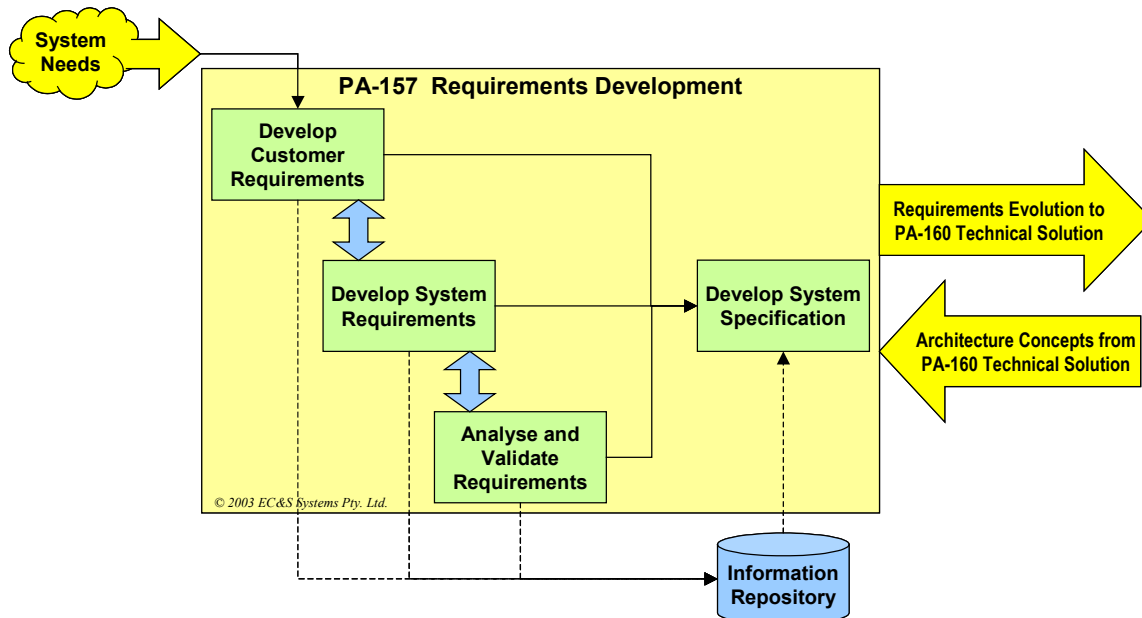 System
Needs
PA-157 Requirements Development
Develop
Customer
Requirements
Requirements Evolution to
PA-160 Technical Solution
Develop System
Requirements
Develop System
Specification
Architecture Concepts from
PA-160 Technical Solution
Analyse and
Validate
Requirements
© 2003 EC&S Systems Pty. Ltd.
Information
Repository